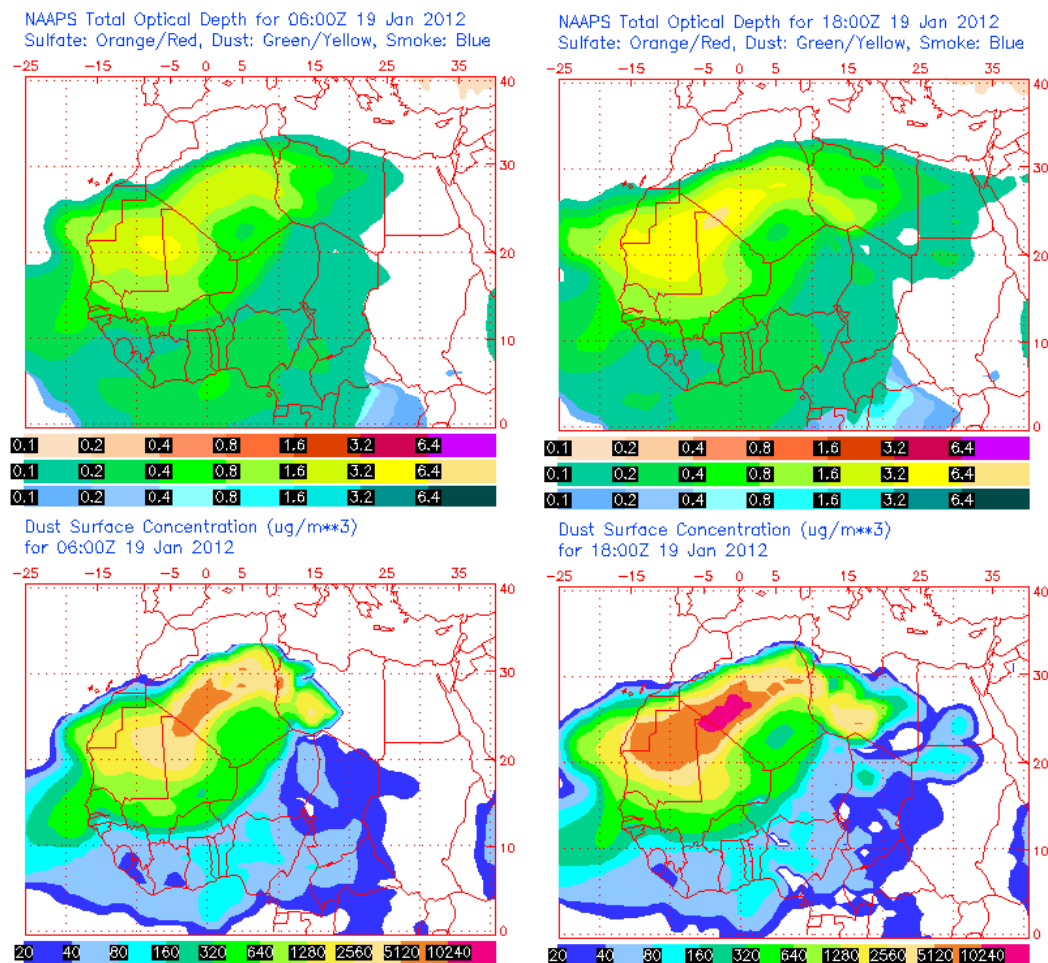 NAAPS Total Optical Depth for 06:00Z 19 Jan 2012
Sulfate: Orange/Red, Dust: Green/Yellow, Smoke: Blue
-25 -15 -5 0 5 15 25 35
40
30
20
10
0
0.1 0.2 0.4 0.8 1.6 3.2 6.4
0.1 0.2 0.4 0.8 1.6 3.2 6.4
0.1 0.2 0.4 0.8 1.6 3.2 6.4
NAAPS Total Optical Depth for 18:00Z 19 Jan 2012
Sulfate: Orange/Red, Dust: Green/Yellow, Smoke: Blue
-25 -15 -5 0 5 15 25 35
40
30
20
10
0
0.1 0.2 0.4 0.8 1.6 3.2 6.4
0.1 0.2 0.4 0.8 1.6 3.2 6.4
0.1 0.2 0.4 0.8 1.6 3.2 6.4
Dust Surface Concentration (ug/m**3)
for 06:00Z 19 Jan 2012
-25 -15 -5 0 5 15 25 35
40
30
20
10
0
20 40 80 160 320 640 1280 2560 5120 10240
Dust Surface Concentration (ug/m**3)
for 18:00Z 19 Jan 2012
-25 -15 -5 0 5 15 25 35
40
30
20
10
0
20 40 80 160 320 640 1280 2560 5120 10240